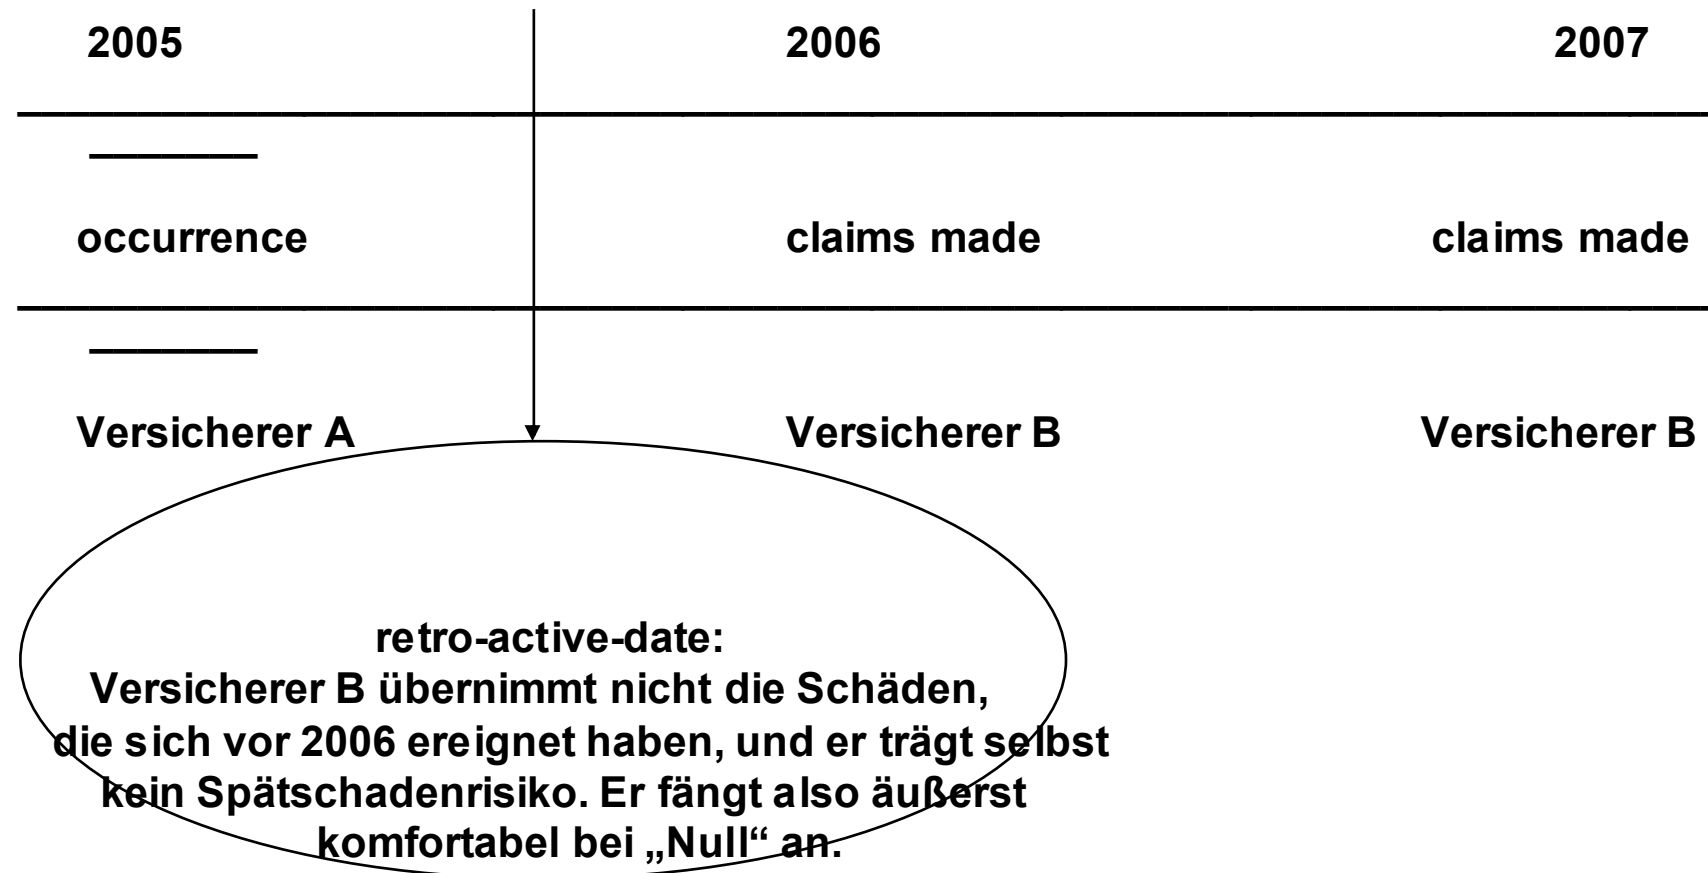 2005 2006 2007
occurrence claims made claims made
Versicherer A Versicherer B Versicherer B
retro-active-date:
Versicherer B übernimmt nicht die Schäden,
die sich vor 2006 ereignet haben, und er trägt selbst
kein Spätschadenrisiko. Er fängt also äußerst
komfortabel bei „Null“ an.